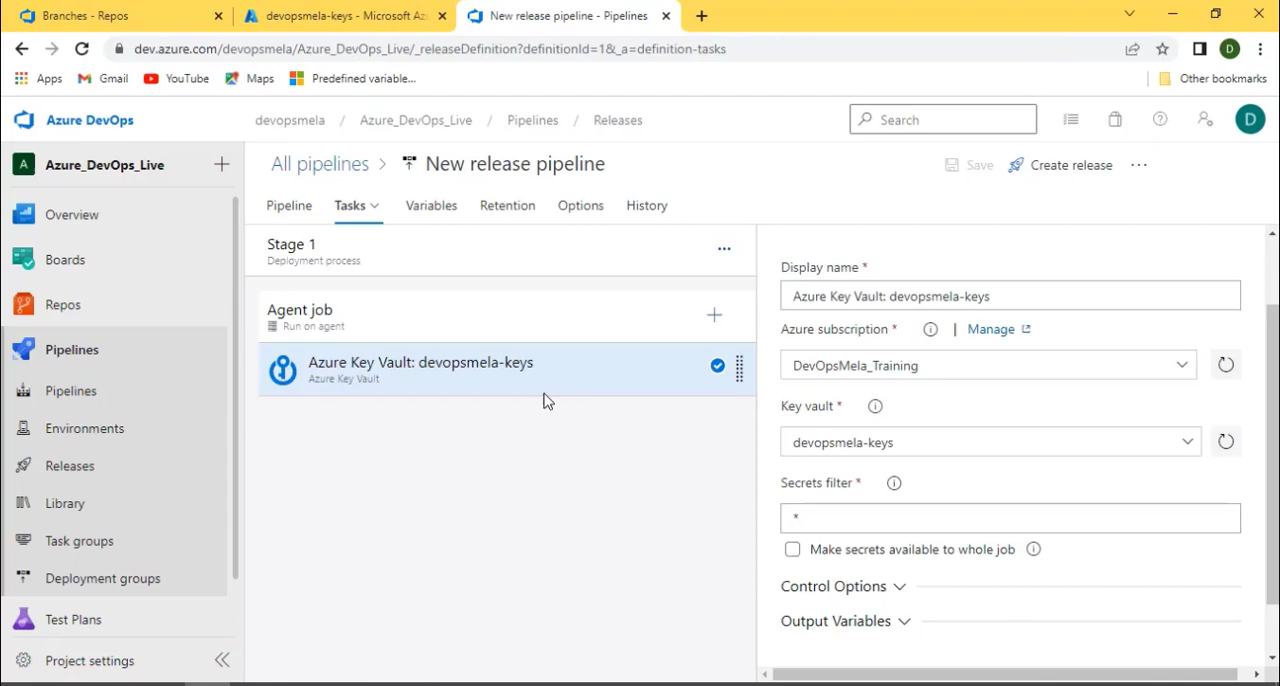 Branches - Repos
devopsmela-keys - Microsoft Az
New release pipeline - Pipelines
dev.azure.com/devopsmela/Azure_DevOps_Live/_releaseDefinition?definitionId=1&_a=definition-tasks
D
Apps
Gmail
YouTube
Maps
Predefined variable...
Other bookmarks
Azure DevOps
devopsmela / Azure_DevOps_Live / Pipelines / Releases
Search
D
A
Azure_DevOps_Live
All pipelines > New release pipeline
Save
Create release
Pipeline
Tasks
Variables
Retention
Options
History
Overview
Boards
Repos
Pipelines
Pipelines
Environments
Releases
Library
Task groups
Deployment groups
Test Plans
Project settings
Stage 1
Deployment process
Agent job
Run on agent
Azure Key Vault: devopsmela-keys
Azure Key Vault
Display name *
Azure Key Vault: devopsmela-keys
Azure subscription * | Manage
DevOpsMela_Training
Key vault *
devopsmela-keys
Secrets filter *
*
Make secrets available to whole job
Control Options
Output Variables